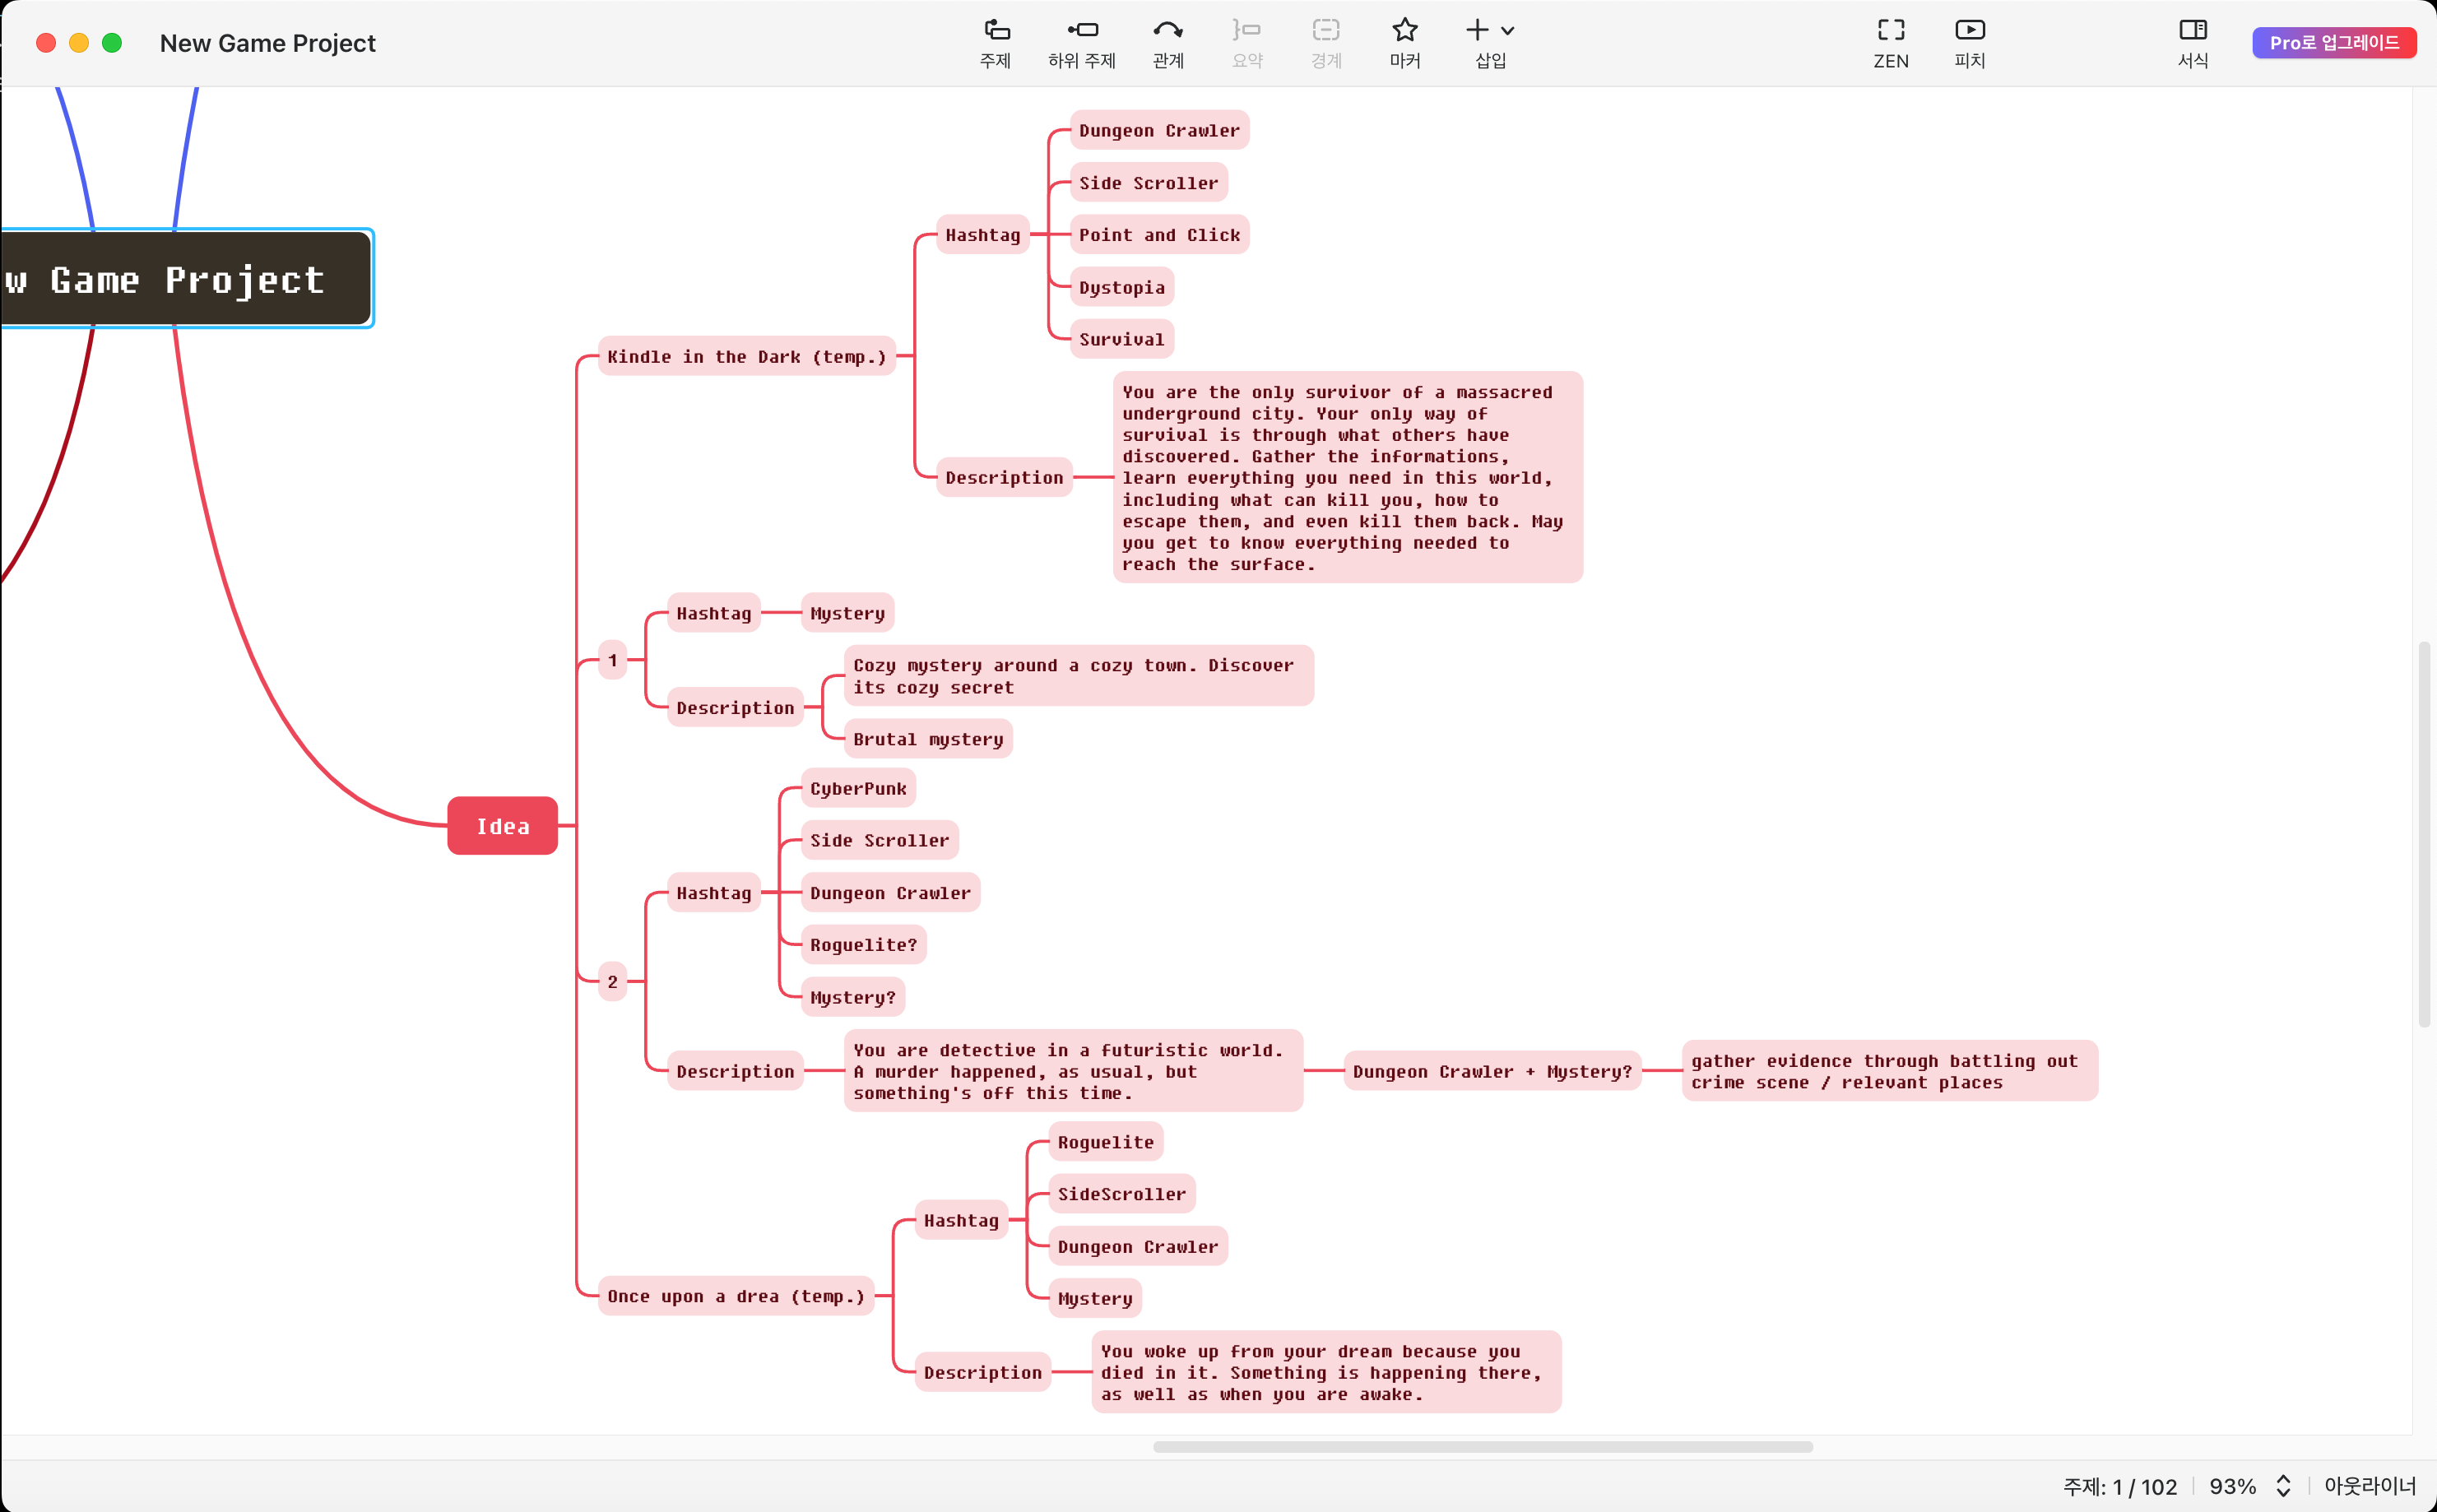 New Game Project
주제
하위 주제
관계
요약
경계
마커
삽입
ZEN
피치
서식
Pro로 업그레이드
w Game Project
Idea
Kindle in the Dark (temp.)
Hashtag
Dungeon Crawler
Side Scroller
Point and Click
Dystopia
Survival
Description
You are the only survivor of a massacred
underground city. Your only way of
survival is through what others have
discovered. Gather the informations,
learn everything you need in this world,
including what can kill you, how to
escape them, and even kill them back. May
you get to know everything needed to
reach the surface.
1
Hashtag
Mystery
Description
Cozy mystery around a cozy town. Discover
its cozy secret
Brutal mystery
2
Hashtag
CyberPunk
Side Scroller
Dungeon Crawler
Roguelite?
Mystery?
Description
You are detective in a futuristic world.
A murder happened, as usual, but
something's off this time.
Dungeon Crawler + Mystery?
gather evidence through battling out
crime scene / relevant places
Once upon a drea (temp.)
Hashtag
Roguelite
SideScroller
Dungeon Crawler
Mystery
Description
You woke up from your dream because you
died in it. Something is happening there,
as well as when you are awake.
주제: 1 / 102
93%
아웃라이너